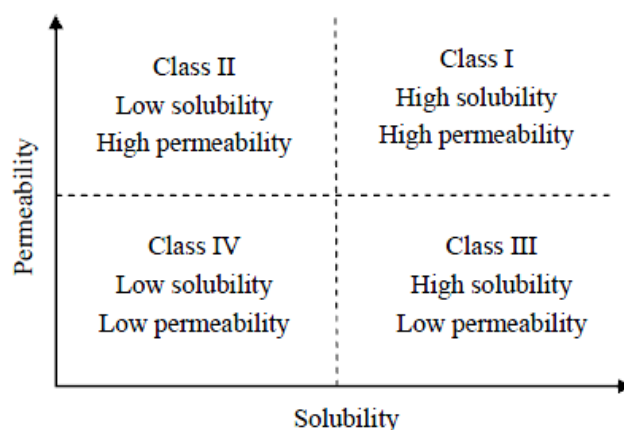 Permeability
Class II
Low solubility
High permeability
Class I
High solubility
High permeability
Class IV
Low solubility
Low permeability
Class III
High solubility
Low permeability
Solubility